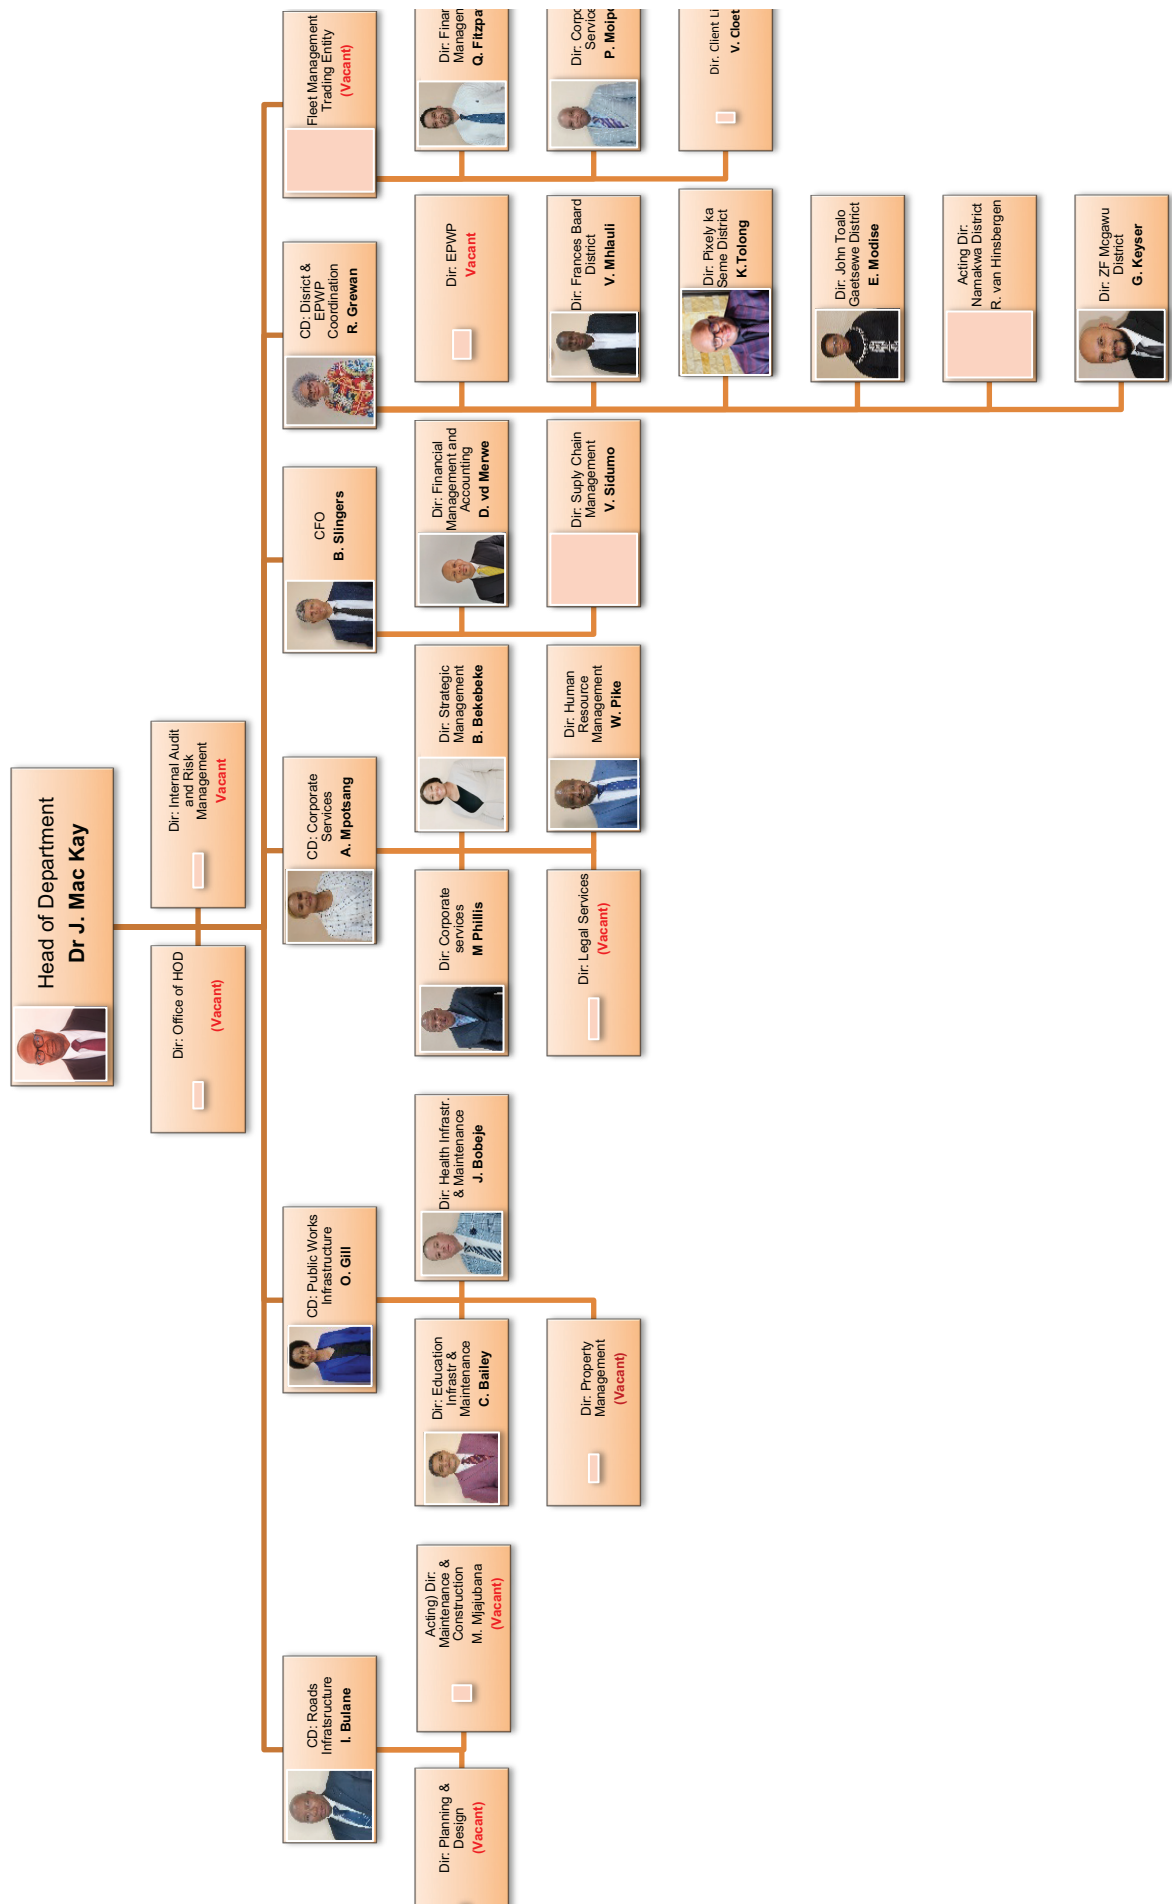 Head of Department
Dr J. Mac Kay
Dir: Office of HOD
(Vacant)
Dir: Internal Audit
and Risk
Management
Vacant
CD: Roads
Infratsructure
I. Bulane
CD: Public Works
Infrastructure
O. Gill
CD: Corporate
Services
A. Mpotsang
CFO
B. Slingers
CD: Disrict &
EPWP
Coordination
R. Grewan
Fleet Management
Trading Entity
(Vacant)
Dir: Planning &
Design
(Vacant)
Acting) Dir:
Maintenance &
Construction
M. Mjajubana
(Vacant)
Dir: Education
Infrastr &
Maintenance
C. Bailey
Dir: Health Infrastr.
& Maintenance
J. Bobeje
Dir: Property
Management
(Vacant)
Dir: Corporate
services
M Phillis
Dir: Strategic
Management
B. Bekebeke
Dir: Legal Services
(Vacant)
Dir: Human
Resource
Management
W. Pike
Dir: Financial
Management and
Accounting
D. vd Merwe
Dir: Suply Chain
Management
V. Sidumo
Dir: EPWP
Vacant
Dir: Frances Baard
District
V. Mhlauli
Dir: Pixely ka
Seme District
K.Tolong
Dir: John Toalo
Gaetsewe District
E. Modise
Acting Dir:
Namakwa District
R. van Hinsbergen
Dir: ZF Mcgawu
District
G. Keyser
Dir: 
Q. 
Dir: 
P. 
Dir. Client
V.